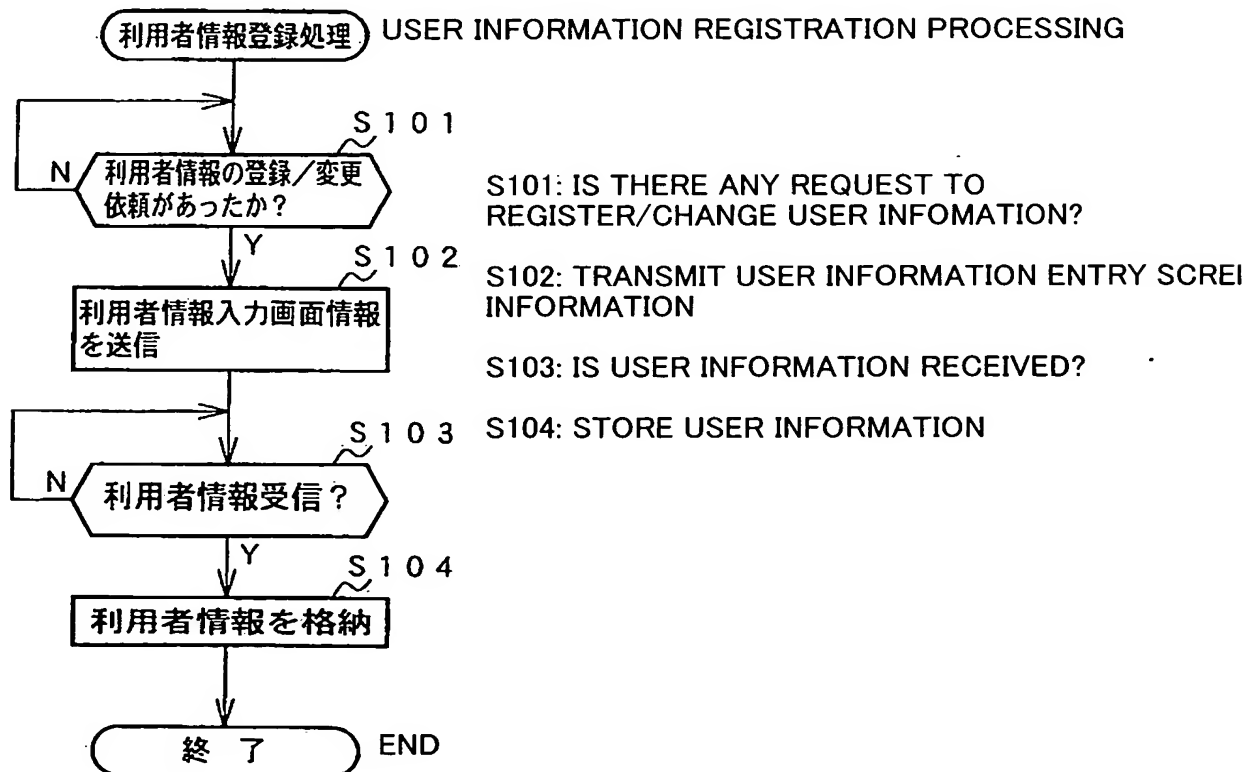 利用者情報登録処理 USER INFORMATION REGISTRATION PROCESSING
S101
N
利用者情報の登録/変更
依頼があったか?
Y
S101: IS THERE ANY REQUEST TO
REGISTER/CHANGE USER INFOMATION?
S102
利用者情報入力画面情報
を送信
S102: TRANSMIT USER INFORMATION ENTRY SCREI
INFORMATION
S103: IS USER INFORMATION RECEIVED?
S103
N
利用者情報受信?
Y
S104: STORE USER INFORMATION
S104
利用者情報を格納
終了 END